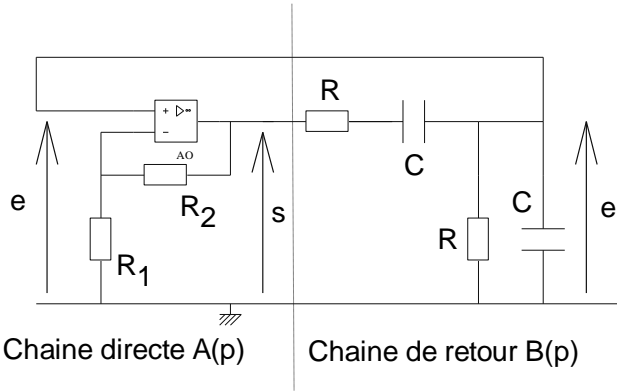 R
C
+ ▷∞
−
AO
R2
e
s
R
C
e
R1
Chaine directe A(p)
Chaine de retour B(p)